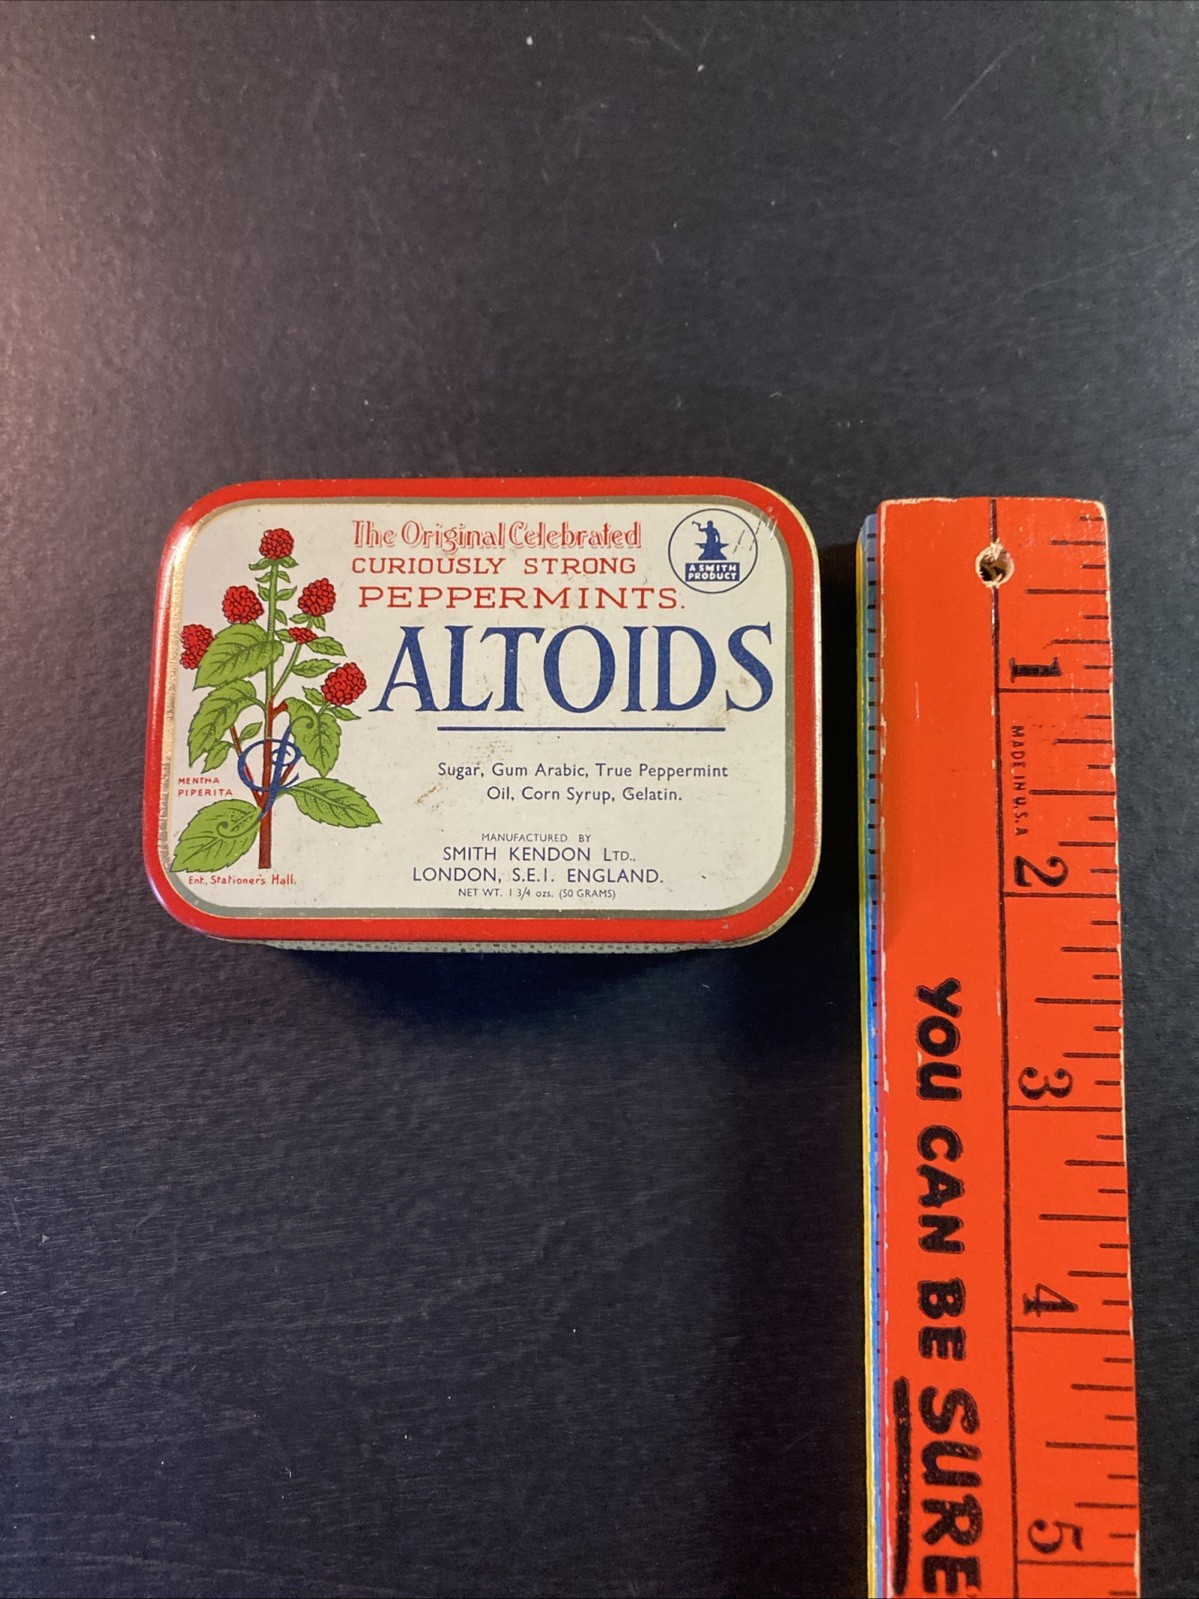 The Original Celebrated
CURIOUSLY STRONG
PEPPERMINTS.
A SMITH
PRODUCT
ALTOIDS
Sugar, Gum Arabic, True Peppermint
Oil, Corn Syrup, Gelatin.
MENTHA
PIPERITA
MANUFACTURED BY
SMITH KENDON LTD.,
LONDON, S.E.1. ENGLAND.
NET WT. 1 3/4 ozs. (50 GRAMS)
Ent. Stationer's Hall.
1
MADE IN U.S.A
2
3
4
5
YOU CAN BE SURE